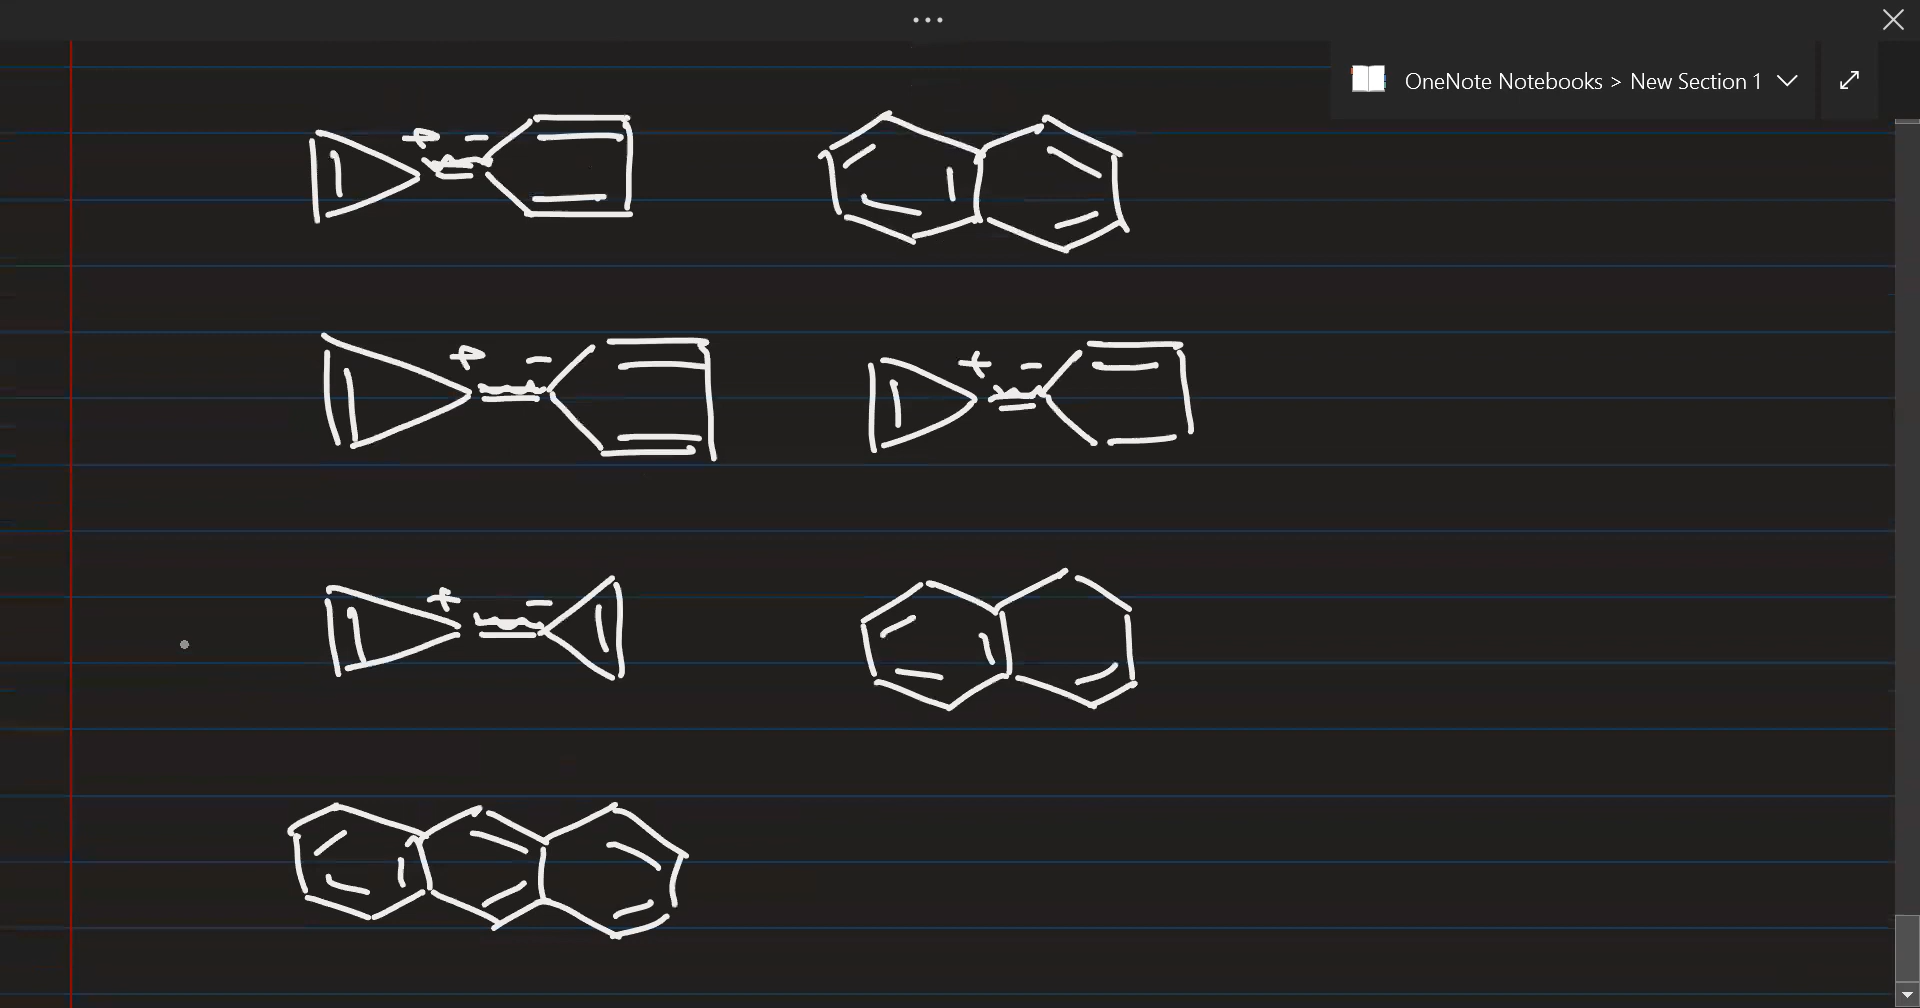 OneNote Notebooks > New Section 1
+ -
+ - + -
+ -